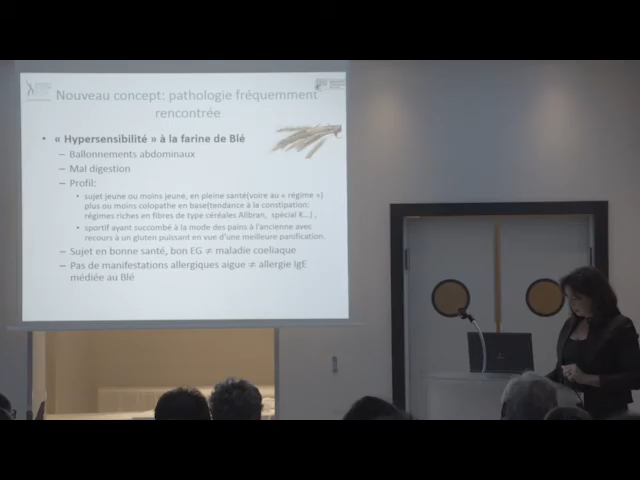 Nouveau concept: pathologie fréquemment
rencontrée
• « Hypersensibilité » à la farine de Blé
– Ballonnements abdominaux
– Mal digestion
– Profil:
• sujet jeune ou moins jeune, en pleine santé(voire au « régime »)
plus ou moins colopathe en base(tendance à la constipation:
régimes riches en fibres de type céréales Allbran, spécial K...) ,
• sportif ayant succombé à la mode des pains à l'ancienne avec
recours à un gluten puissant en vue d'une meilleure panification.
– Sujet en bonne santé, bon EG ≠ maladie coeliaque
– Pas de manifestations allergiques aigue ≠ allergie IgE
médiée au Blé